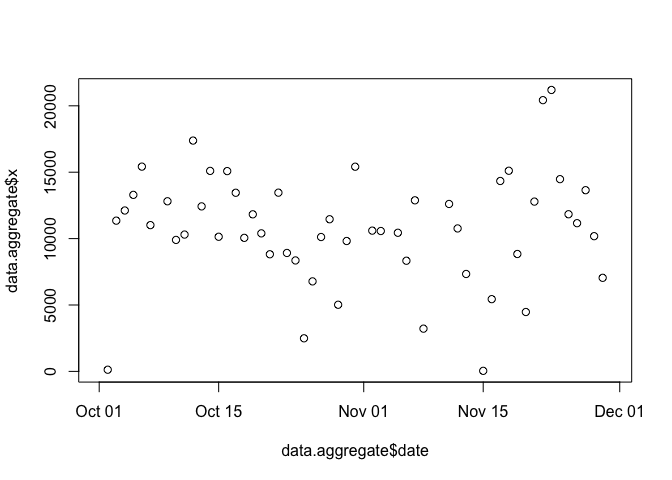 20000
15000
10000
5000
0
data.aggregate$x
Oct 01 Oct 15 Nov 01 Nov 15 Dec 01
data.aggregate$date